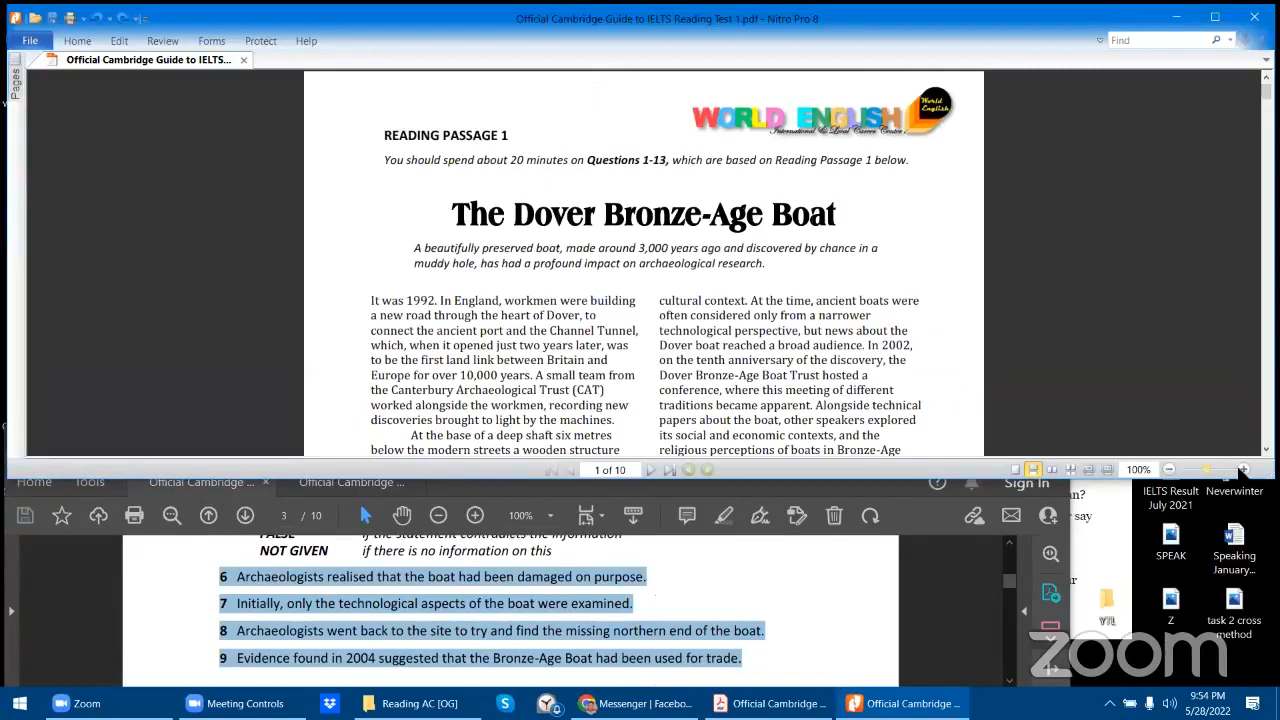 Official Cambridge Guide to IELTS Reading Test 1.pdf - Nitro Pro 8
File Home Edit Review Forms Protect Help
Find
Official Cambridge Guide to IELTS...
Pages
WORLD ENGLISH
International & Local Career Center
World
English
READING PASSAGE 1
You should spend about 20 minutes on Questions 1-13, which are based on Reading Passage 1 below.
The Dover Bronze-Age Boat
A beautifully preserved boat, made around 3,000 years ago and discovered by chance in a
muddy hole, has had a profound impact on archaeological research.
It was 1992. In England, workmen were building
a new road through the heart of Dover, to
connect the ancient port and the Channel Tunnel,
which, when it opened just two years later, was
to be the first land link between Britain and
Europe for over 10,000 years. A small team from
the Canterbury Archaeological Trust (CAT)
worked alongside the workmen, recording new
discoveries brought to light by the machines.
At the base of a deep shaft six metres
below the modern streets a wooden structure
cultural context. At the time, ancient boats were
often considered only from a narrower
technological perspective, but news about the
Dover boat reached a broad audience. In 2002,
on the tenth anniversary of the discovery, the
Dover Bronze-Age Boat Trust hosted a
conference, where this meeting of different
traditions became apparent. Alongside technical
papers about the boat, other speakers explored
its social and economic contexts, and the
religious perceptions of boats in Bronze-Age
1 of 10
100%
Home Tools Official Cambridge ... Official Cambridge ... Sign In
3 / 10 100%
FALSE if the statement contradicts the information
NOT GIVEN if there is no information on this
6 Archaeologists realised that the boat had been damaged on purpose.
7 Initially, only the technological aspects of the boat were examined.
8 Archaeologists went back to the site to try and find the missing northern end of the boat.
9 Evidence found in 2004 suggested that the Bronze-Age Boat had been used for trade.
IELTS Result
July 2021
Neverwinter
SPEAK
Speaking
January...
YTL
Z
task 2 cross
method
zoom
Zoom Meeting Controls Reading AC [OG] Messenger | Facebo... Official Cambridge ... Official Cambridge ...
9:54 PM
5/28/2022